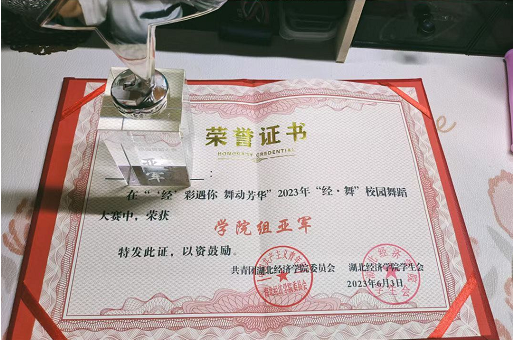 荣誉证书
HONORARY CREDENTIAL
亚军
：
在“‘经’彩遇你 舞动芳华”2023年“经·舞”校园舞蹈
大赛中，荣获
学院组亚军
特发此证，以资鼓励。
共青团湖北经济学院委员会 湖北经济学院学生会
2023年6月3日